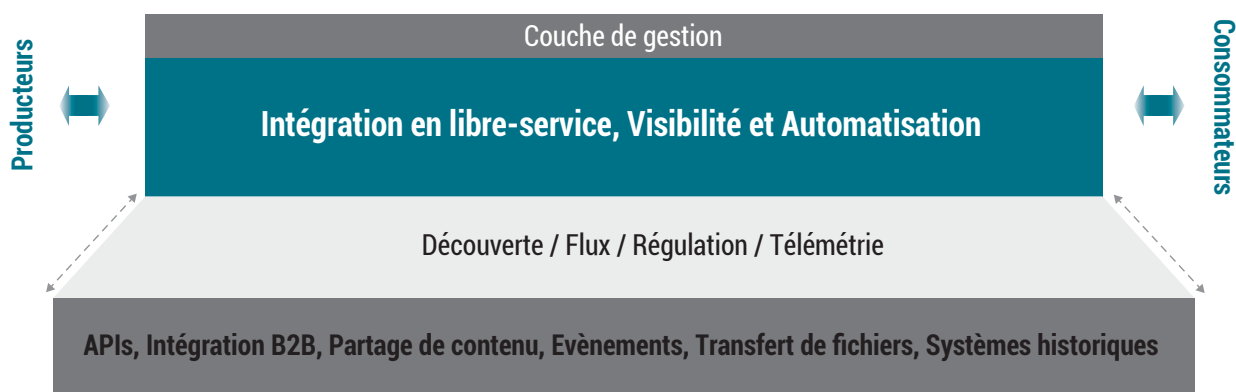 Couche de gestion
Producteurs
Intégration en libre-service, Visibilité et Automatisation
Consommateurs
Découverte / Flux / Régulation / Télémétrie
APIs, Intégration B2B, Partage de contenu, Evènements, Transfert de fichiers, Systèmes historiques